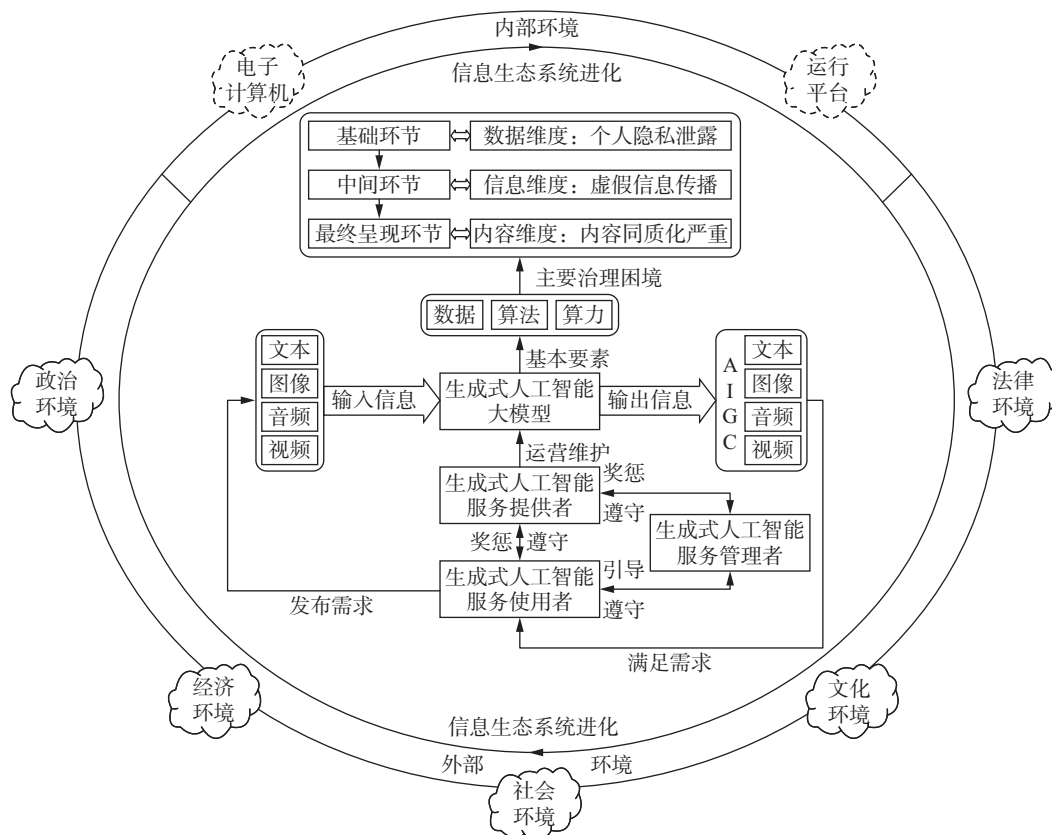 内部环境
电子
计算机
信息生态系统进化
运行
平台
基础环节
数据维度：个人隐私泄露
中间环节
信息维度：虚假信息传播
最终呈现环节
内容维度：内容同质化严重
主要治理困境
数据
算法
算力
基本要素
文本
图像
音频
视频
输入信息
生成式人工智能
大模型
输出信息
A
I
G
C
文本
图像
音频
视频
政治
环境
法律
环境
运营维护
生成式人工智能
服务提供者
奖惩
遵守
生成式人工智能
服务管理者
奖惩
遵守
生成式人工智能
服务使用者
引导
遵守
发布需求
满足需求
经济
环境
文化
环境
信息生态系统进化
外部
环境
社会
环境